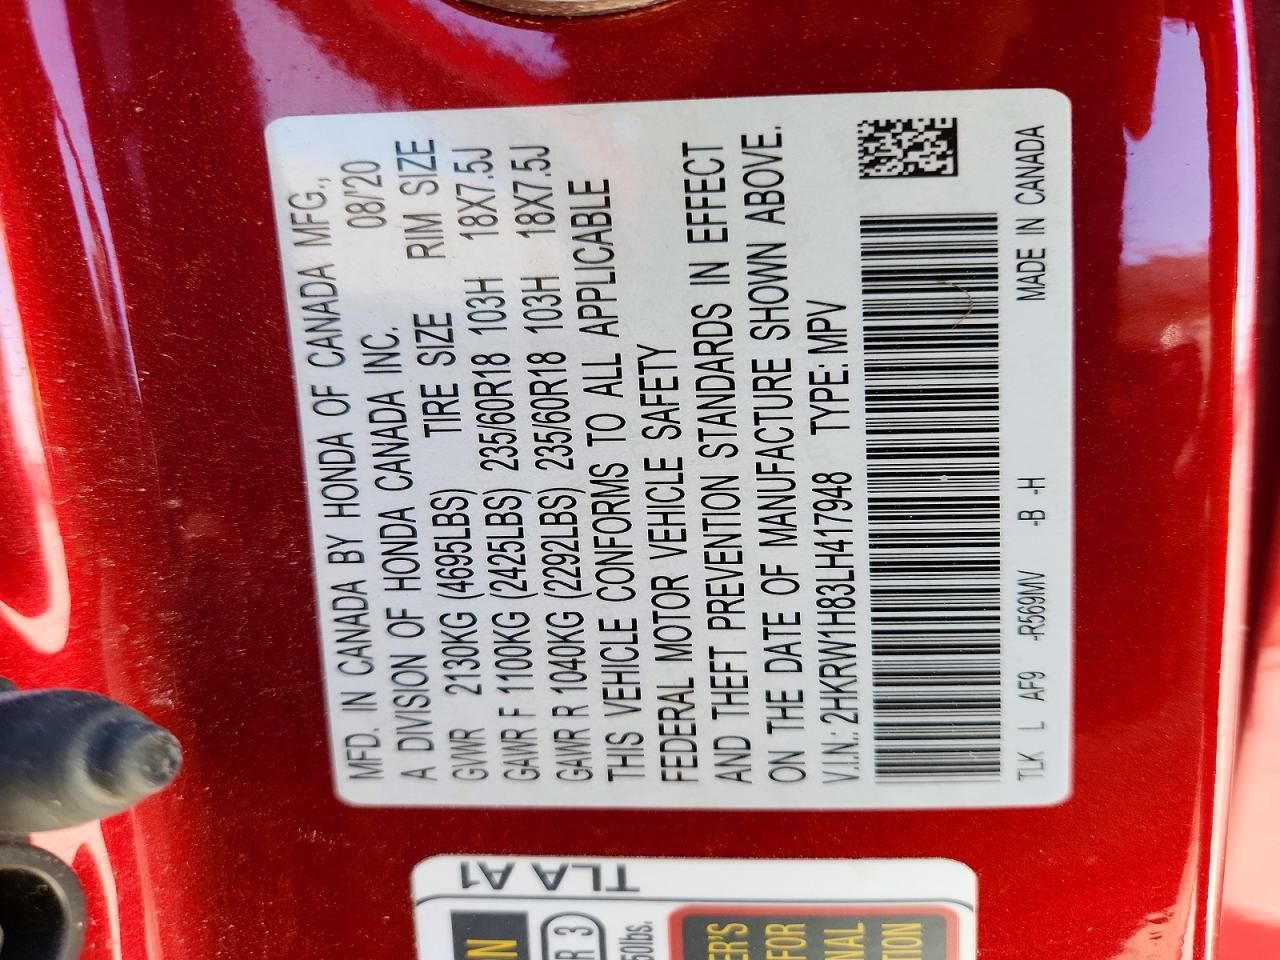 MFD. IN CANADA BY HONDA OF CANADA MFG.,
A DIVISION OF HONDA CANADA INC. 08/'20
TIRE SIZE RIM SIZE
GVWR 2130KG (4695LBS)
GAWR F 1100KG (2425LBS) 235/60R18 103H 18X7.5J
GAWR R 1040KG (2292LBS) 235/60R18 103H 18X7.5J
THIS VEHICLE CONFORMS TO ALL APPLICABLE
FEDERAL MOTOR VEHICLE SAFETY
AND THEFT PREVENTION STANDARDS IN EFFECT
ON THE DATE OF MANUFACTURE SHOWN ABOVE.
V.I.N.: 2HKRW1H83LH417948 TYPE: MPV
TLK L AF9 -R569MV -B -H MADE IN CANADA
TLA A1